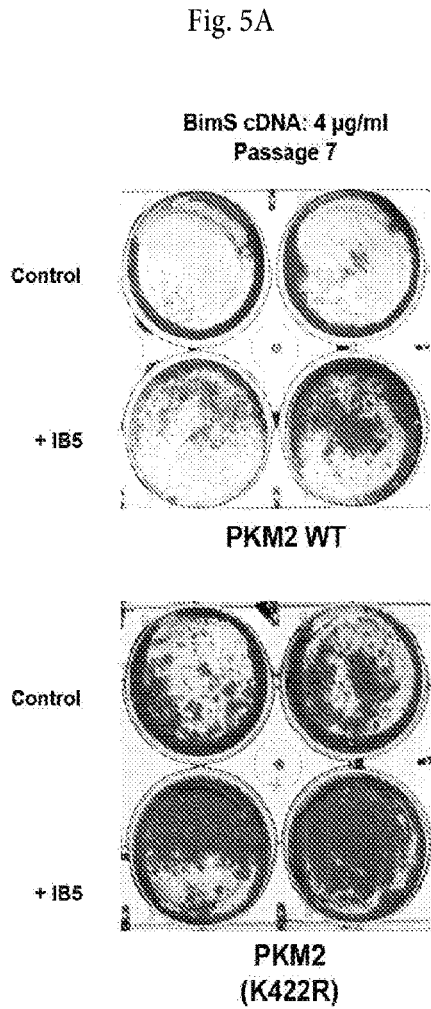 Fig. 5A
BimS cDNA: 4 µg/ml
Passage 7
Control
+ IB5
PKM2 WT
Control
+ IB5
PKM2
(K422R)